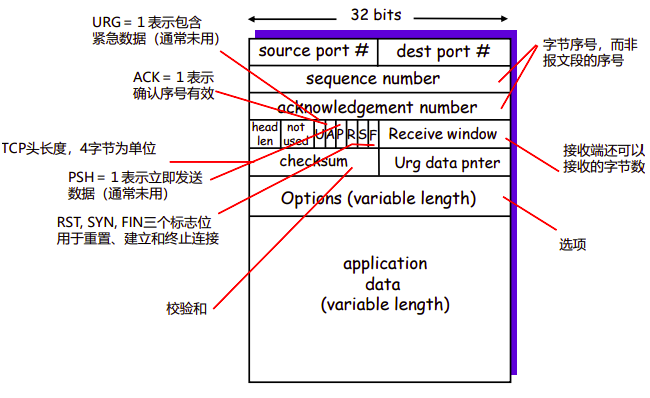 32 bits
URG = 1 表示包含
紧急数据（通常未用）
ACK = 1 表示
确认序号有效
TCP头长度，4字节为单位
PSH = 1 表示立即发送
数据（通常未用）
RST, SYN, FIN三个标志位
用于重置、建立和终止连接
校验和
source port # dest port #
sequence number
acknowledgement number
head
len
not
used
U A P R S F
Receive window
checksum
Urg data pnter
Options (variable length)
application
data
(variable length)
字节序号，而非
报文段的序号
接收端还可以
接收的字节数
选项